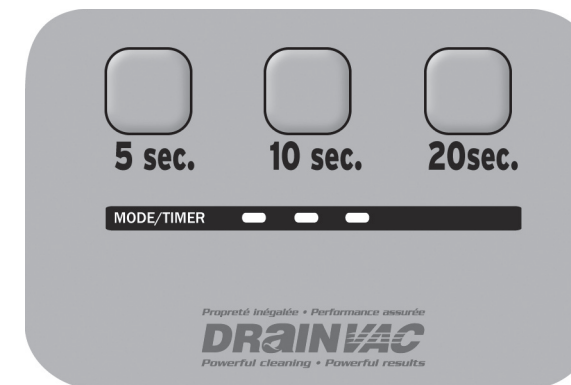 5 sec. 10 sec. 20sec.
MODE/TIMER
Propreté inégalée • Performance assurée
DRAINVAC
Powerful cleaning • Powerful results